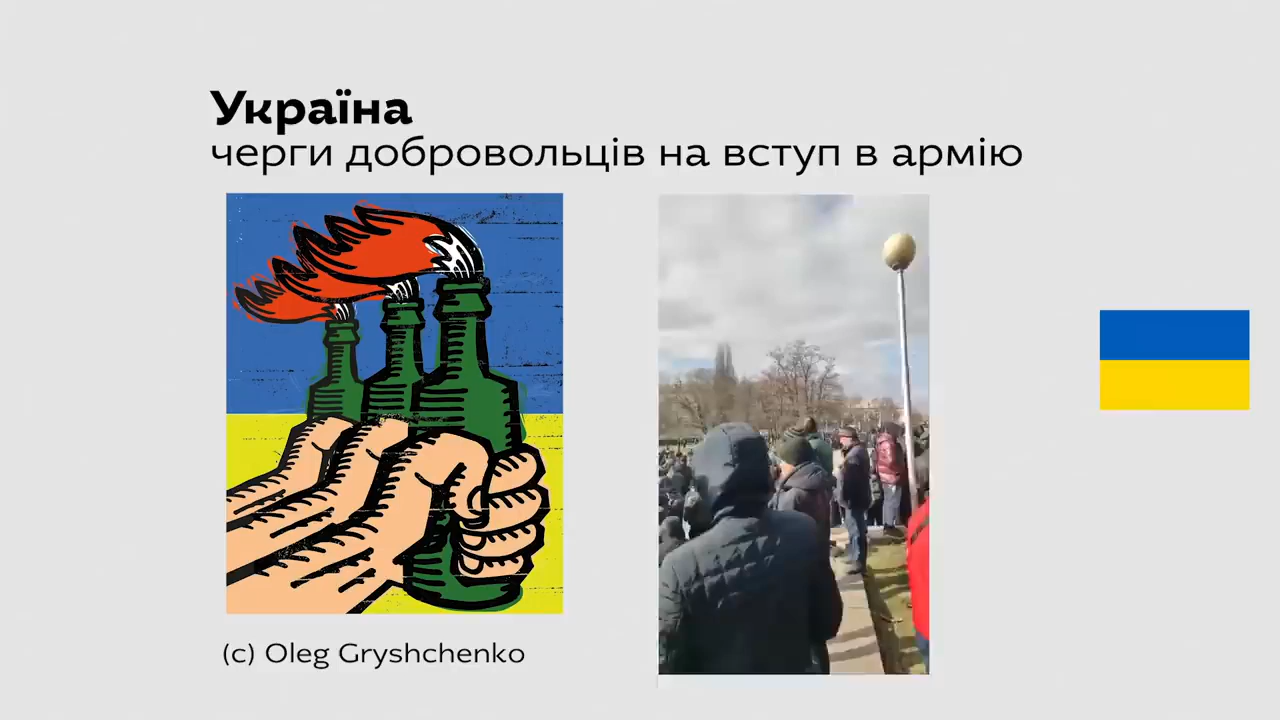 Україна
черги добровольців на вступ в армію
(c) Oleg Gryshchenko